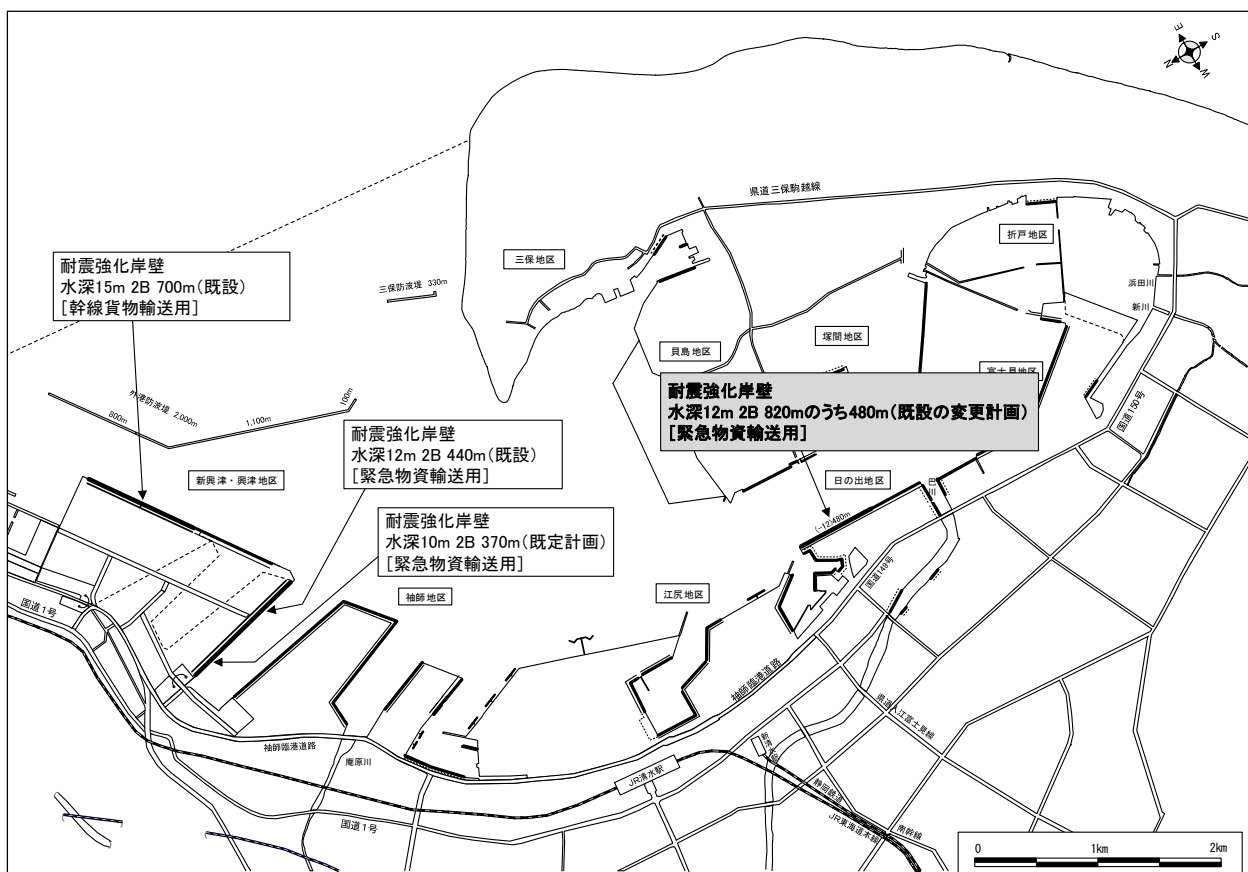 E
S
N
W
県道三保駒越線
折戸地区
三保地区
浜田川
新川
耐震強化岸壁
水深15m 2B 700m(既設)
[幹線貨物輸送用]
三保防波堤 330m
貝島地区
塚間地区
富士見地区
耐震強化岸壁
水深12m 2B 820mのうち480m(既設の変更計画)
[緊急物資輸送用]
国道150号
外港防波堤 2,000m
800m
1,100m
100m
耐震強化岸壁
水深12m 2B 440m(既設)
[緊急物資輸送用]
新興津・興津地区
日の出地区
巴川
(-12)480m
耐震強化岸壁
水深10m 2B 370m(既定計画)
[緊急物資輸送用]
国道149号
国道1号
袖師地区
江尻地区
袖師臨港道路
県道入江富士見線
袖師臨港道路
庵原川
JR清水駅
新清水駅
静岡鉄道
国道1号
JR東海道本線
南幹線
0
1km
2km